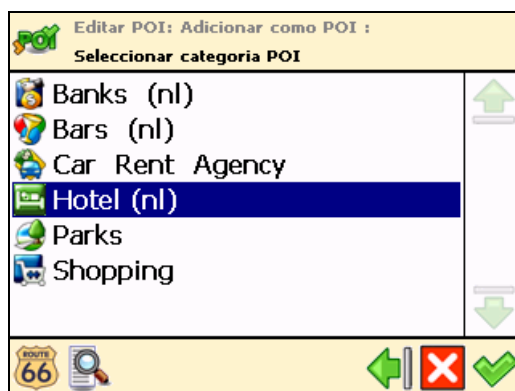 POI
Editar POI: Adicionar como POI :
Seleccionar categoria POI
Banks (nl)
Bars (nl)
Car Rent Agency
Hotel (nl)
Parks
Shopping
ROUTE
66